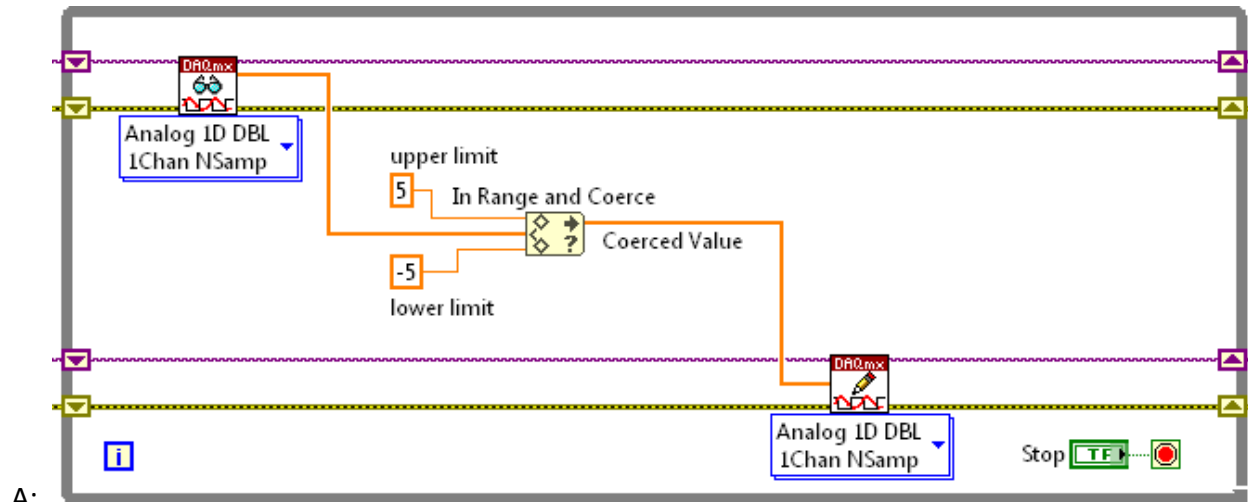 DAQmx
Analog 1D DBL
1Chan NSamp
upper limit
5
In Range and Coerce
?
Coerced Value
-5
lower limit
DAQmx
Analog 1D DBL
1Chan NSamp
i
Stop TF
A: